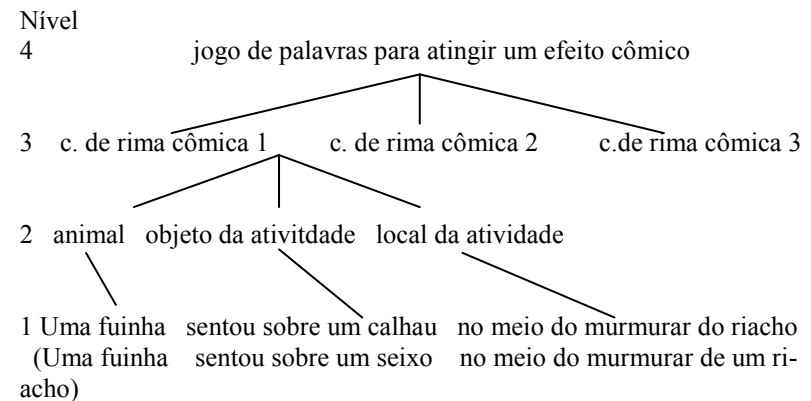 Nível
4 jogo de palavras para atingir um efeito cômico
3 c. de rima cômica 1 c. de rima cômica 2 c.de rima cômica 3
2 animal objeto da ativitdade local da atividade
1 Uma fuinha sentou sobre um calhau no meio do murmurar do riacho
(Uma fuinha sentou sobre um seixo no meio do murmurar de um ri-
acho)